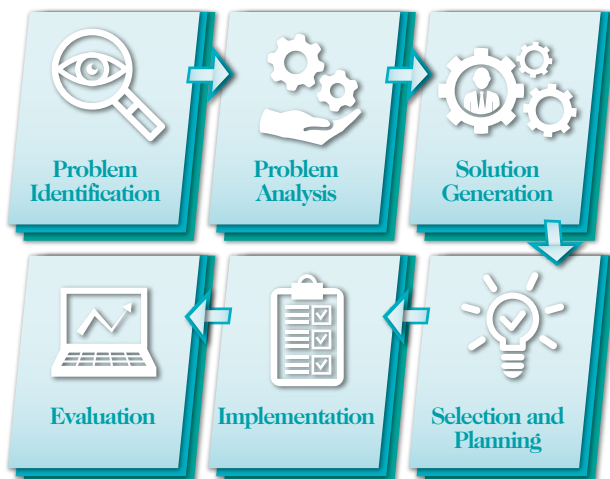 Problem
Identification
Problem
Analysis
Solution
Generation
Evaluation
Implementation
Selection and
Planning